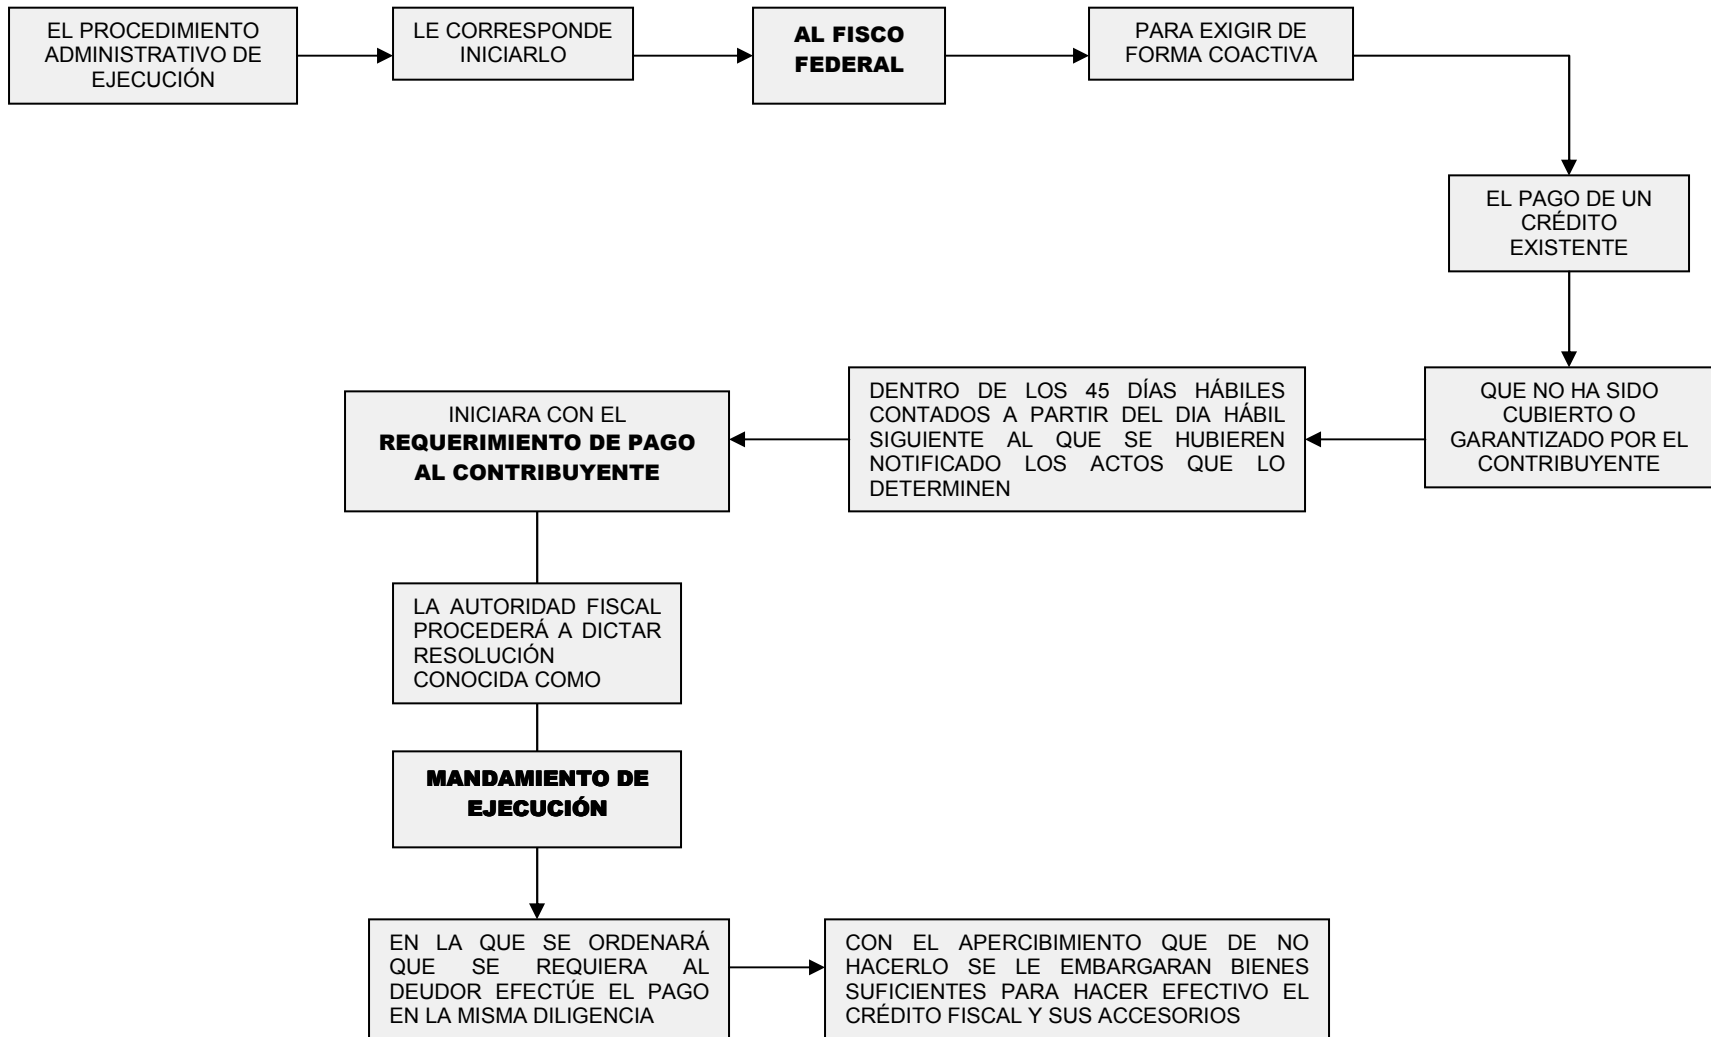 EL PROCEDIMIENTO
ADMINISTRATIVO DE
EJECUCIÓN
LE CORRESPONDE
INICIARLO
AL FISCO
FEDERAL
PARA EXIGIR DE
FORMA COACTIVA
EL PAGO DE UN
CRÉDITO
EXISTENTE
QUE NO HA SIDO
CUBIERTO O
GARANTIZADO POR EL
CONTRIBUYENTE
DENTRO DE LOS 45 DÍAS HÁBILES
CONTADOS A PARTIR DEL DIA HÁBIL
SIGUIENTE AL QUE SE HUBIEREN
NOTIFICADO LOS ACTOS QUE LO
DETERMINEN
INICIARA CON EL
REQUERIMIENTO DE PAGO
AL CONTRIBUYENTE
LA AUTORIDAD FISCAL
PROCEDERÁ A DICTAR
RESOLUCIÓN
CONOCIDA COMO
MANDAMIENTO DE
EJECUCIÓN
EN LA QUE SE ORDENARÁ
QUE SE REQUIERA AL
DEUDOR EFECTÚE EL PAGO
EN LA MISMA DILIGENCIA
CON EL APERCIBIMIENTO QUE DE NO
HACERLO SE LE EMBARGARAN BIENES
SUFICIENTES PARA HACER EFECTIVO EL
CRÉDITO FISCAL Y SUS ACCESORIOS